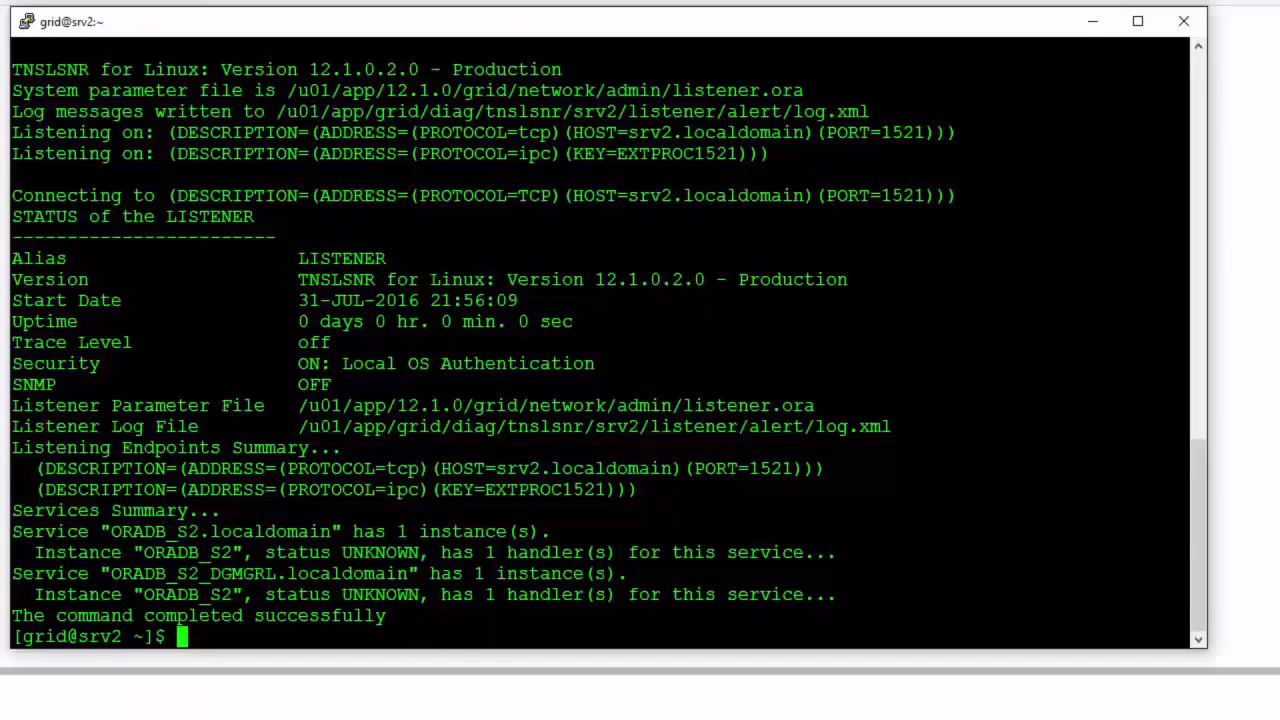 grid@srv2:~
TNSLSNR for Linux: Version 12.1.0.2.0 - Production
System parameter file is /u01/app/12.1.0/grid/network/admin/listener.ora
Log messages written to /u01/app/grid/diag/tnslsnr/srv2/listener/alert/log.xml
Listening on: (DESCRIPTION=(ADDRESS=(PROTOCOL=tcp)(HOST=srv2.localdomain)(PORT=1521)))
Listening on: (DESCRIPTION=(ADDRESS=(PROTOCOL=ipc)(KEY=EXTPROC1521)))
Connecting to (DESCRIPTION=(ADDRESS=(PROTOCOL=TCP)(HOST=srv2.localdomain)(PORT=1521)))
STATUS of the LISTENER
------------------------
Alias LISTENER
Version TNSLSNR for Linux: Version 12.1.0.2.0 - Production
Start Date 31-JUL-2016 21:56:09
Uptime 0 days 0 hr. 0 min. 0 sec
Trace Level off
Security ON: Local OS Authentication
SNMP OFF
Listener Parameter File /u01/app/12.1.0/grid/network/admin/listener.ora
Listener Log File /u01/app/grid/diag/tnslsnr/srv2/listener/alert/log.xml
Listening Endpoints Summary...
(DESCRIPTION=(ADDRESS=(PROTOCOL=tcp)(HOST=srv2.localdomain)(PORT=1521)))
(DESCRIPTION=(ADDRESS=(PROTOCOL=ipc)(KEY=EXTPROC1521)))
Services Summary...
Service "ORADB_S2.localdomain" has 1 instance(s).
Instance "ORADB_S2", status UNKNOWN, has 1 handler(s) for this service...
Service "ORADB_S2_DGMGRL.localdomain" has 1 instance(s).
Instance "ORADB_S2", status UNKNOWN, has 1 handler(s) for this service...
The command completed successfully
[grid@srv2 ~]$